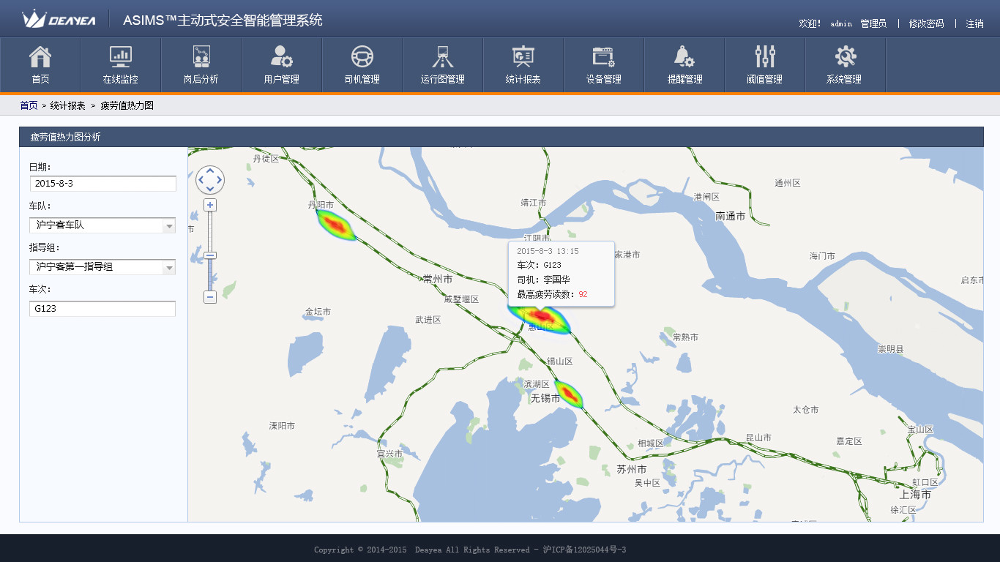 DEAYEA
ASIMS™主动式安全智能管理系统
欢迎! admin 管理员 | 修改密码 | 注销
首页
在线监控
岗后分析
用户管理
司机管理
运行图管理
统计报表
设备管理
提醒管理
阈值管理
系统管理
首页 > 统计报表 > 疲劳值热力图
疲劳值热力图分析
日期:
2015-8-3
车队:
沪宁客车队
指导组:
沪宁客第一指导组
车次:
G123
丹徒区
通州区
港闸区
靖江市
丹阳市
南通市
市
江阴市
2015-8-3 13:15
车次: G123
司机: 李国华
最高疲劳读数: 92
家港市
海门市
常州市
启东市
戚墅堰区
金坛市
武进区
惠山区
常熟市
崇明县
锡山区
滨湖区
无锡市
太仓市
溧阳市
宝山区
昆山市
嘉定区
相城区
宜兴市
苏州市
吴中区
虹口区
上海市
徐汇区
Copyright © 2014-2015 Deayea All Rights Reserved - 沪ICP备12025044号-3